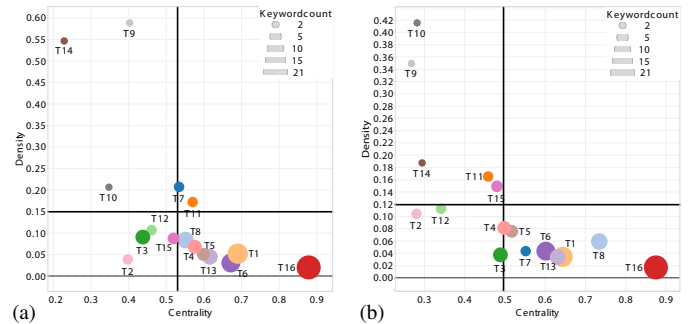 Keywordcount
2
5
10
15
21
0.60
0.55
0.50
0.45
0.40
0.35
0.30
0.25
0.20
0.15
0.10
0.05
0.00
Density
T9
T14
T10
T7
T11
T12
T3
T15
T8
T4
T5
T13
T1
T6
T2
T16
0.2 0.3 0.4 0.5 0.6 0.7 0.8 0.9
Centrality
(a)
Keywordcount
2
5
10
15
21
0.42
0.40
0.38
0.36
0.34
0.32
0.30
0.28
0.26
0.24
0.22
0.20
0.18
0.16
0.14
0.12
0.10
0.08
0.06
0.04
0.02
0.00
Density
T10
T9
T14
T11
T15
T2
T12
T4
T5
T6
T1
T8
T3
T7
T13
T16
0.3 0.4 0.5 0.6 0.7 0.8 0.9
Centrality
(b)